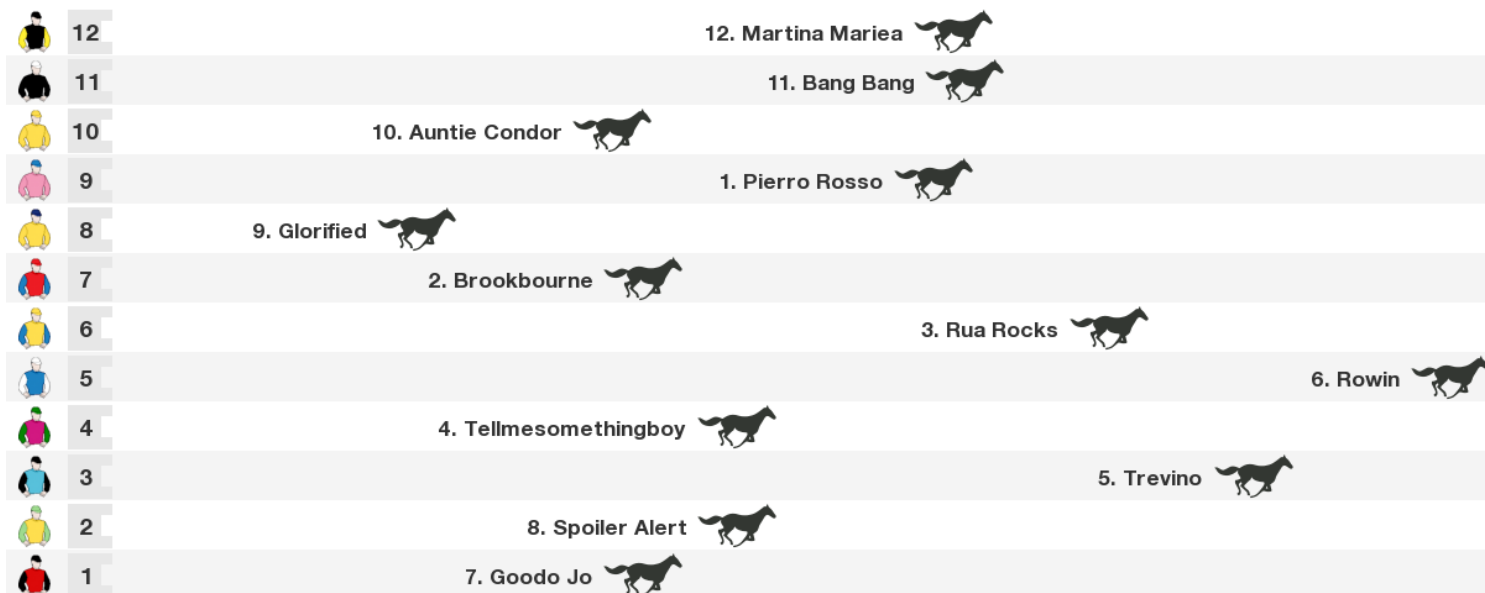 12 12. Martina Mariea
11 11. Bang Bang
10 10. Auntie Condor
9 1. Pierro Rosso
8 9. Glorified
7 2. Brookbourne
6 3. Rua Rocks
5 6. Rowin
4 4. Tellmesomethingboy
3 5. Trevino
2 8. Spoiler Alert
1 7. Goodo Jo